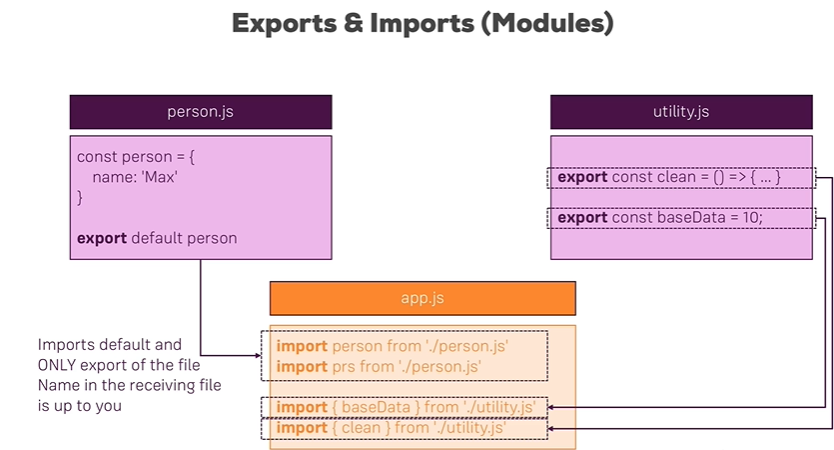 Exports & Imports (Modules)
person.js
const person = {
name: 'Max'
}
export default person
utility.js
export const clean = () => { ... }
export const baseData = 10;
app.js
import person from './person.js'
import prs from './person.js'
import { baseData } from './utility.js'
import { clean } from './utility.js'
Imports default and
ONLY export of the file
Name in the receiving file
is up to you